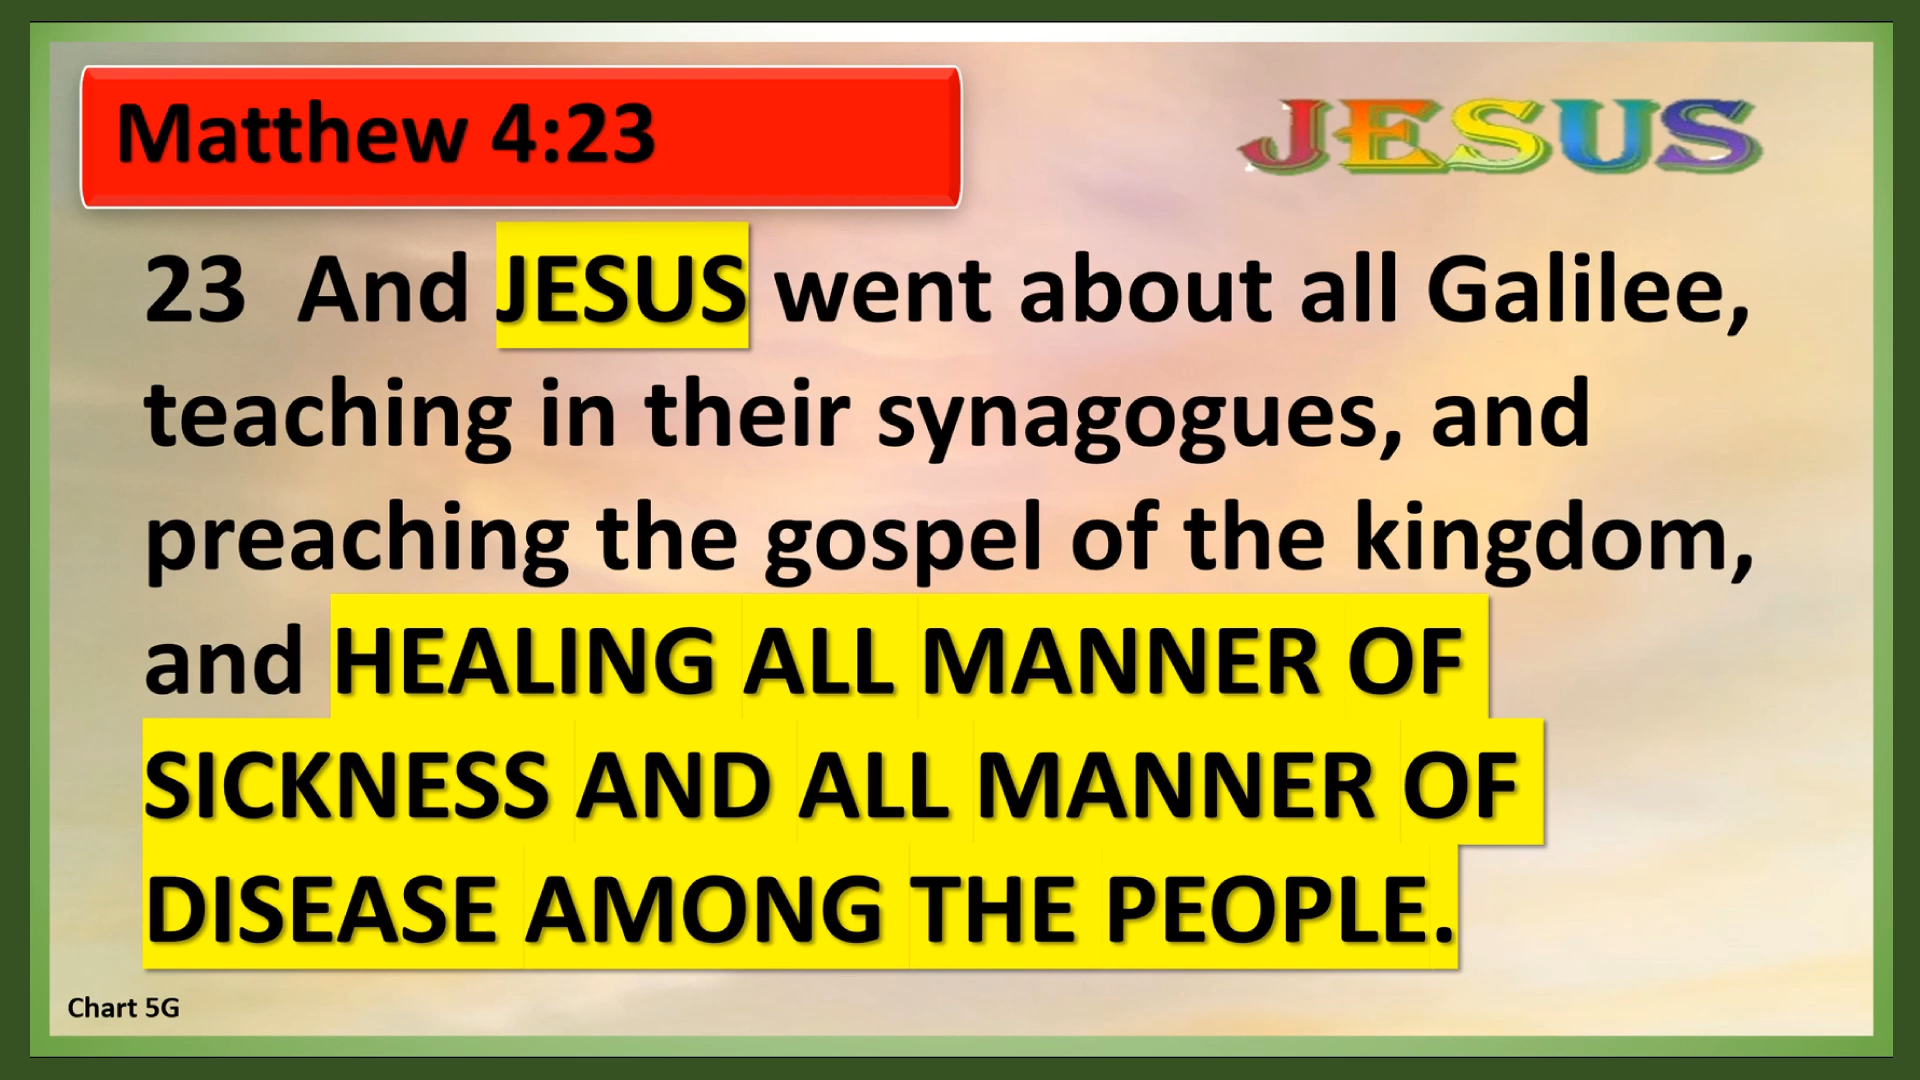 Matthew 4:23
JESUS
23 And JESUS went about all Galilee,
teaching in their synagogues, and
preaching the gospel of the kingdom,
and HEALING ALL MANNER OF
SICKNESS AND ALL MANNER OF
DISEASE AMONG THE PEOPLE.
Chart 5G